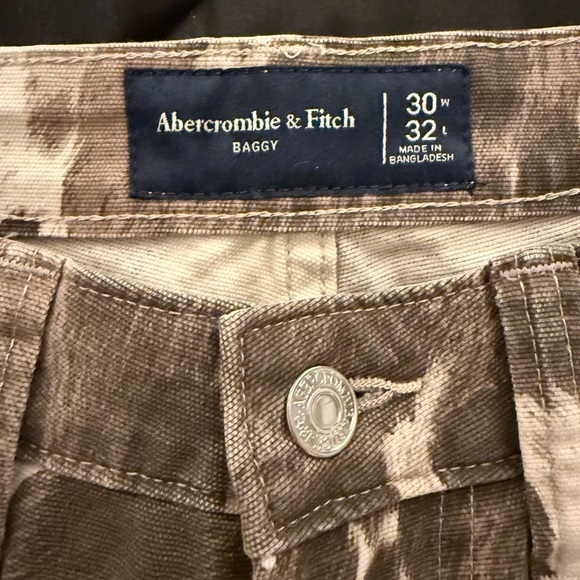 Abercrombie & Fitch
BAGGY
30 W
32 L
MADE IN
BANGLADESH